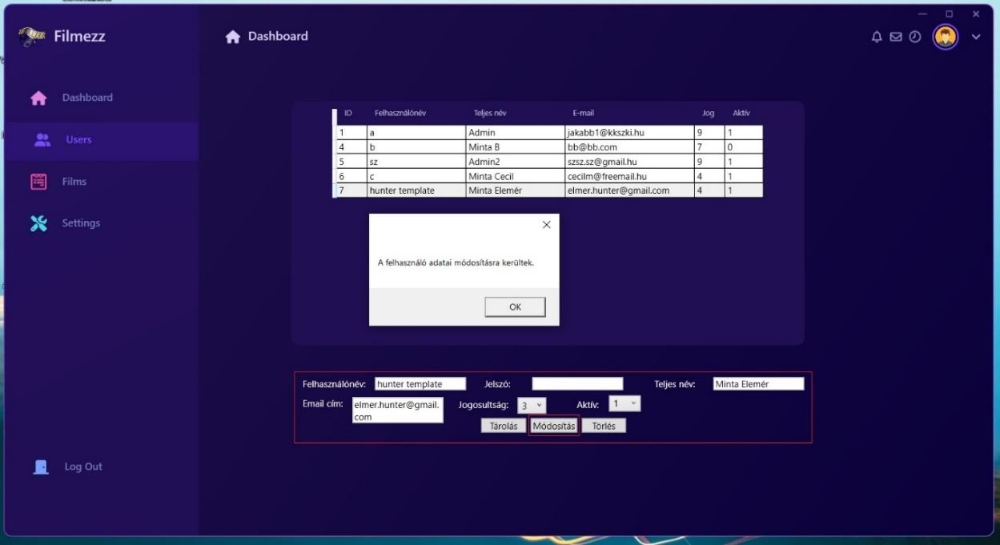 Filmezz
Dashboard
Dashboard
Users
Films
Settings
Log Out
ID Felhasználónév Teljes név E-mail Jog Aktív
1 a Admin jakabb1@kkszki.hu 9 1
4 b Minta B bb@bb.com 7 0
5 sz Admin2 szsz.sz@gmail.hu 9 1
6 c Minta Cecil cecilm@freemail.hu 4 1
7 hunter template Minta Elemér elmer.hunter@gmail.com 4 1
A felhasználó adatai módosításra kerültek.
OK
Felhasználónév: hunter template Jelszó: Teljes név: Minta Elemér
Email cím: elmer.hunter@gmail. Jogosultság: 3 Aktív: 1
com
Tárolás Módosítás Törlés